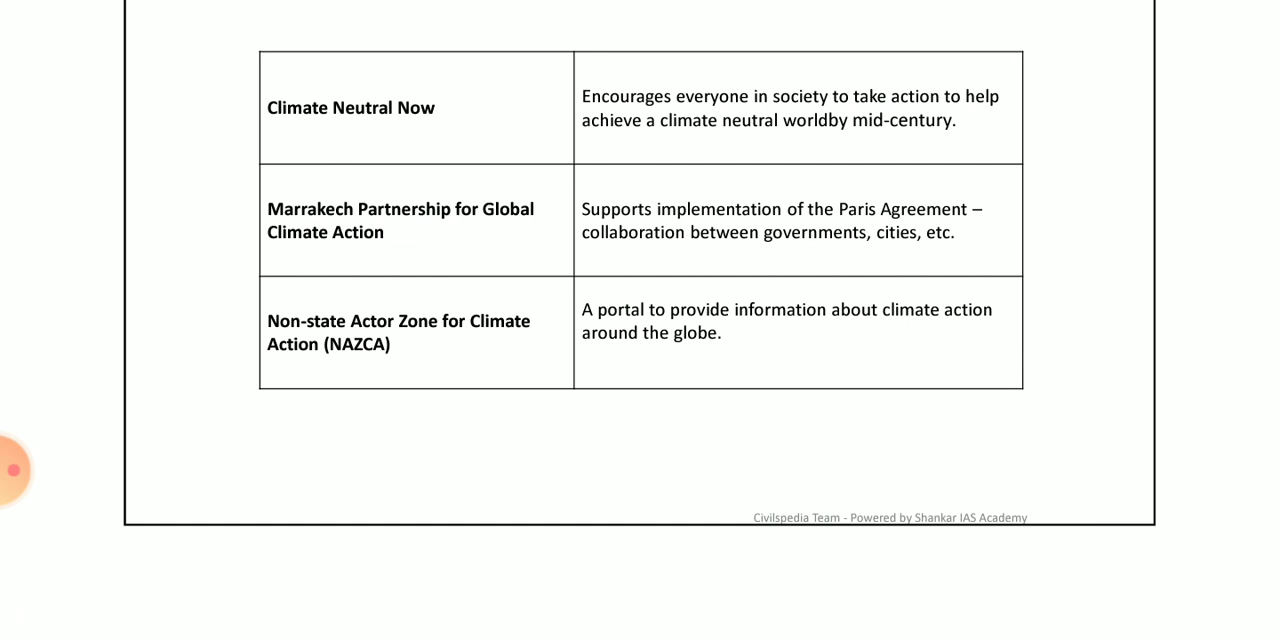 Climate Neutral Now
Encourages everyone in society to take action to help
achieve a climate neutral worldby mid-century.
Marrakech Partnership for Global
Climate Action
Supports implementation of the Paris Agreement –
collaboration between governments, cities, etc.
Non-state Actor Zone for Climate
Action (NAZCA)
A portal to provide information about climate action
around the globe.
Civilspedia Team - Powered by Shankar IAS Academy